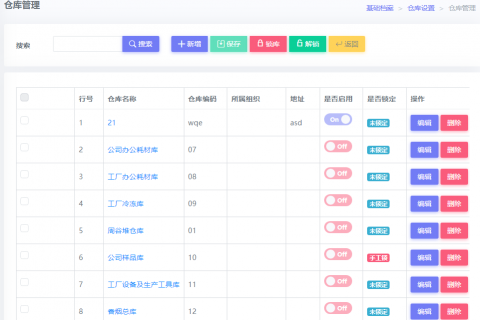 仓库管理
基础档案 > 仓库设置 > 仓库管理
搜索 搜索 新增 保存 锁库 解锁 返回
行号 仓库名称 仓库编码 所属组织 地址 是否启用 是否锁定 操作
1 21 wqe asd On 未锁定 编辑 删除
2 公司办公耗材库 07 Off 未锁定 编辑 删除
3 工厂办公耗材库 08 Off 未锁定 编辑 删除
4 工厂冷冻库 09 Off 未锁定 编辑 删除
5 闻谷堆仓库 01 Off 未锁定 编辑 删除
6 公司样品库 10 Off 手工锁 编辑 删除
7 工厂设备及生产工具库 11 Off 未锁定 编辑 删除
8 香烟总库 12 Off 未锁定 编辑 删除